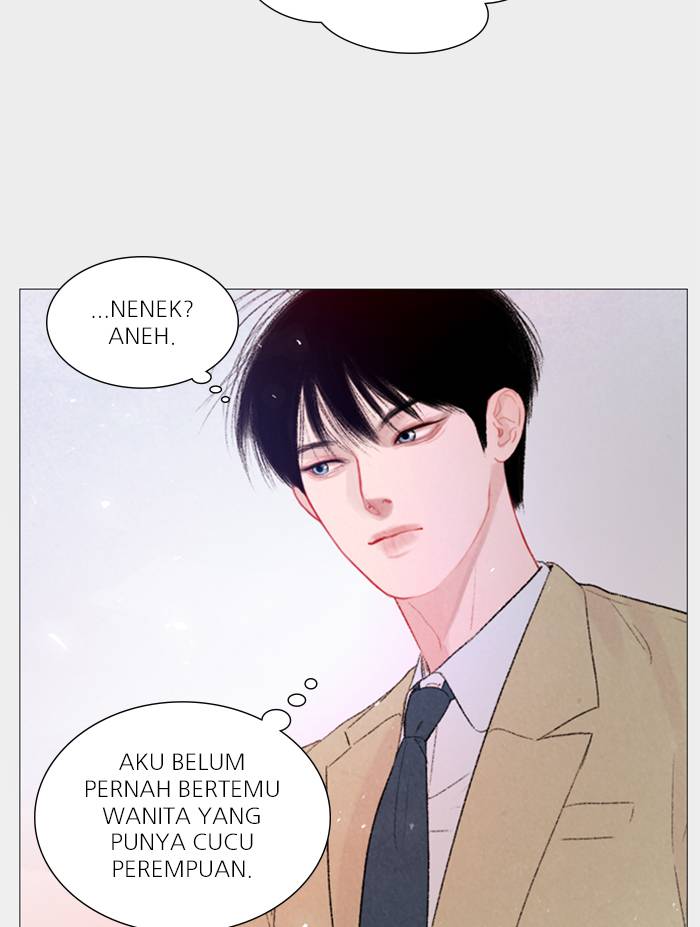 ...NENEK?
ANEH.
AKU BELUM
PERNAH BERTEMU
WANITA YANG
PUNYA CUCU
PEREMPUAN.